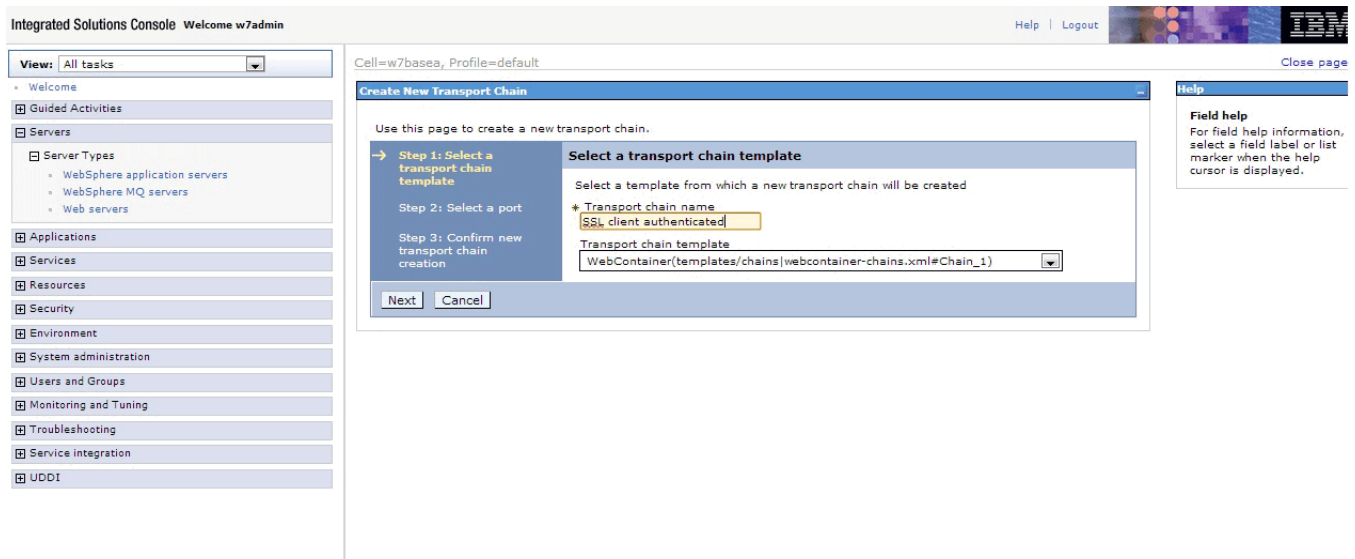 Integrated Solutions Console Welcome w7admin
Help | Logout
IBM
View: All tasks
Cell=w7basea, Profile=default
Close page
Welcome
Guided Activities
Servers
Server Types
WebSphere application servers
WebSphere MQ servers
Web servers
Applications
Services
Resources
Security
Environment
System administration
Users and Groups
Monitoring and Tuning
Troubleshooting
Service integration
UDDI
Create New Transport Chain
Use this page to create a new transport chain.
Step 1: Select a
transport chain
template
Step 2: Select a port
Step 3: Confirm new
transport chain
creation
Select a transport chain template
Select a template from which a new transport chain will be created
* Transport chain name
SSL client authenticated
Transport chain template
WebContainer(templates/chains|webcontainer-chains.xml#Chain_1)
Next Cancel
Help
Field help
For field help information,
select a field label or list
marker when the help
cursor is displayed.